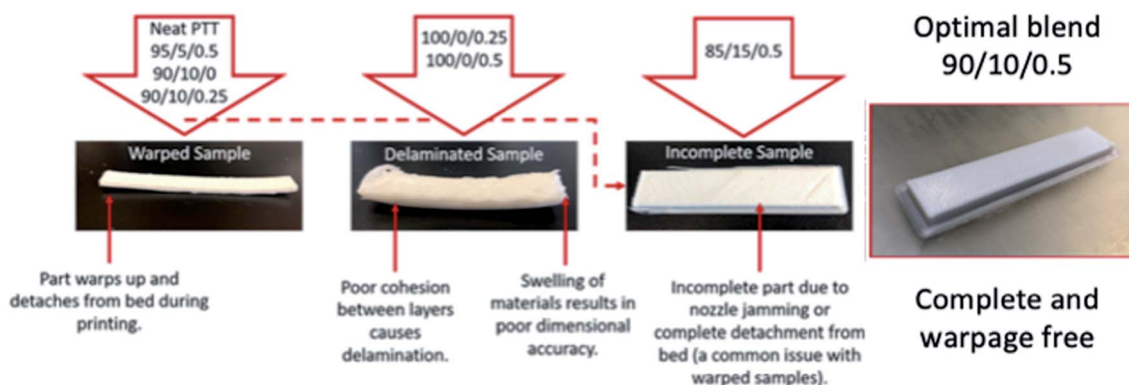 Neat PTT
95/5/0.5
90/10/0
90/10/0.25
100/0/0.25
100/0/0.5
85/15/0.5
Optimal blend
90/10/0.5
Warped Sample
Delaminated Sample
Incomplete Sample
Part warps up and
detaches from bed during
printing.
Poor cohesion
between layers
causes
delamination.
Swelling of
materials results in
poor dimensional
accuracy.
Incomplete part due to
nozzle jamming or
complete detachment from
bed (a common issue with
warped samples).
Complete and
warpage free